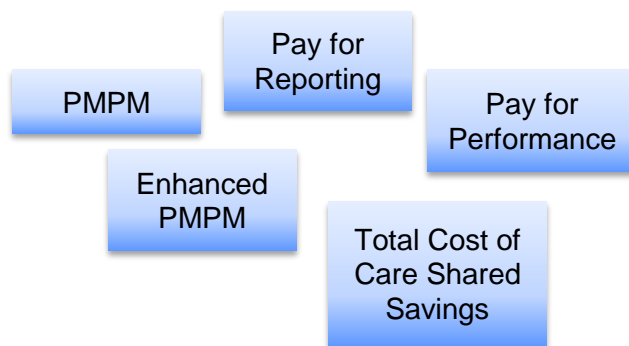 PMPM
Pay for
Reporting
Pay for
Performance
Enhanced
PMPM
Total Cost of
Care Shared
Savings